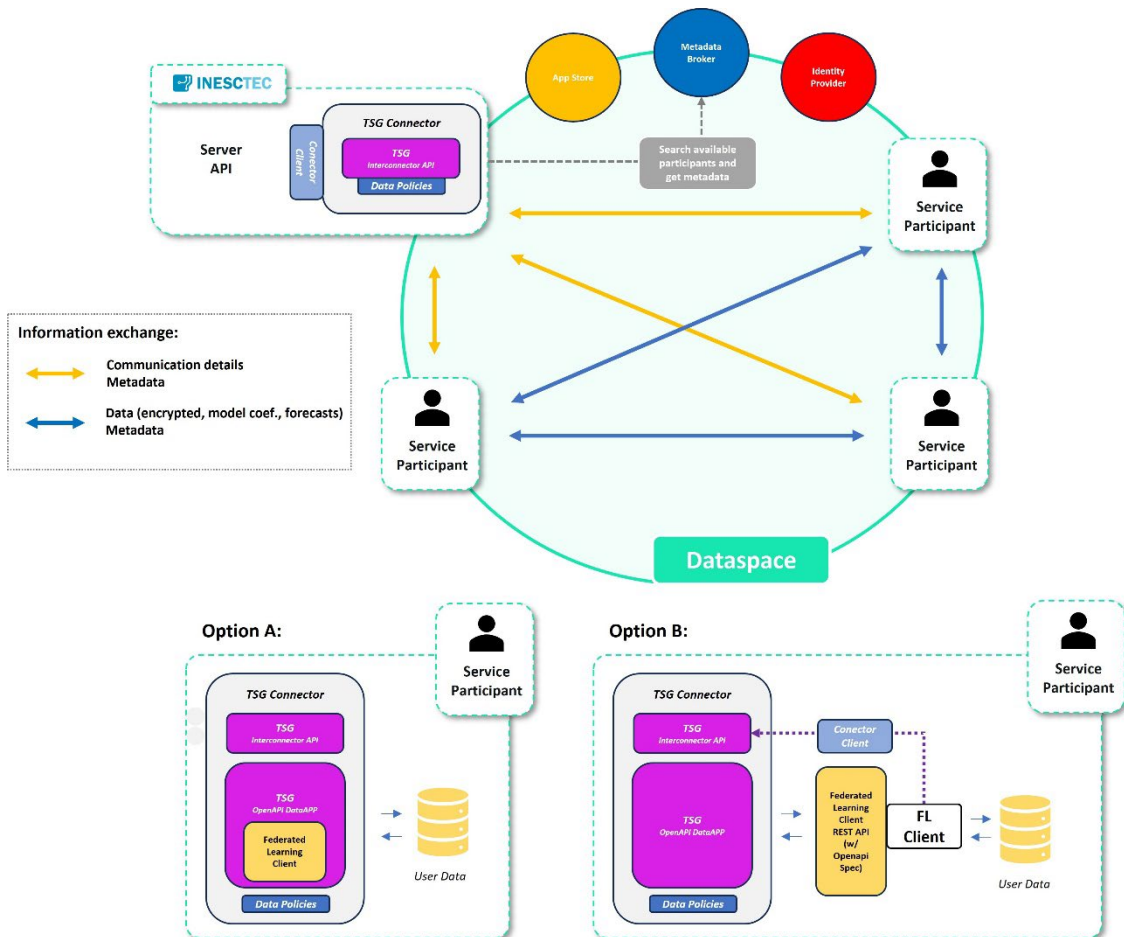 INESCTEC
Server
API
Conector
Client
TSG Connector
TSG
Interconnector API
Data Policies
App Store
Metadata
Broker
Identity
Provider
Search available
participants and
get metadata
Service
Participant
Information exchange:
Communication details
Metadata
Data (encrypted, model coef., forecasts)
Metadata
Service
Participant
Service
Participant
Dataspace
Option A:
Service
Participant
TSG Connector
TSG
Interconnector API
TSG
OpenAPI DataAPP
Federated
Learning
Client
Data Policies
User Data
Option B:
Service
Participant
TSG Connector
TSG
Interconnector API
Conector
Client
TSG
OpenAPI DataAPP
Federated
Learning
Client
REST API
(w/
Openapi
Spec)
FL
Client
Data Policies
User Data